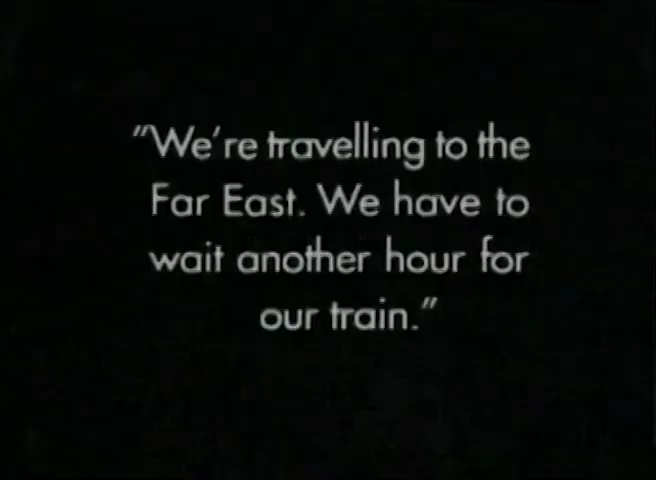 "We're travelling to the
Far East. We have to
wait another hour for
our train."